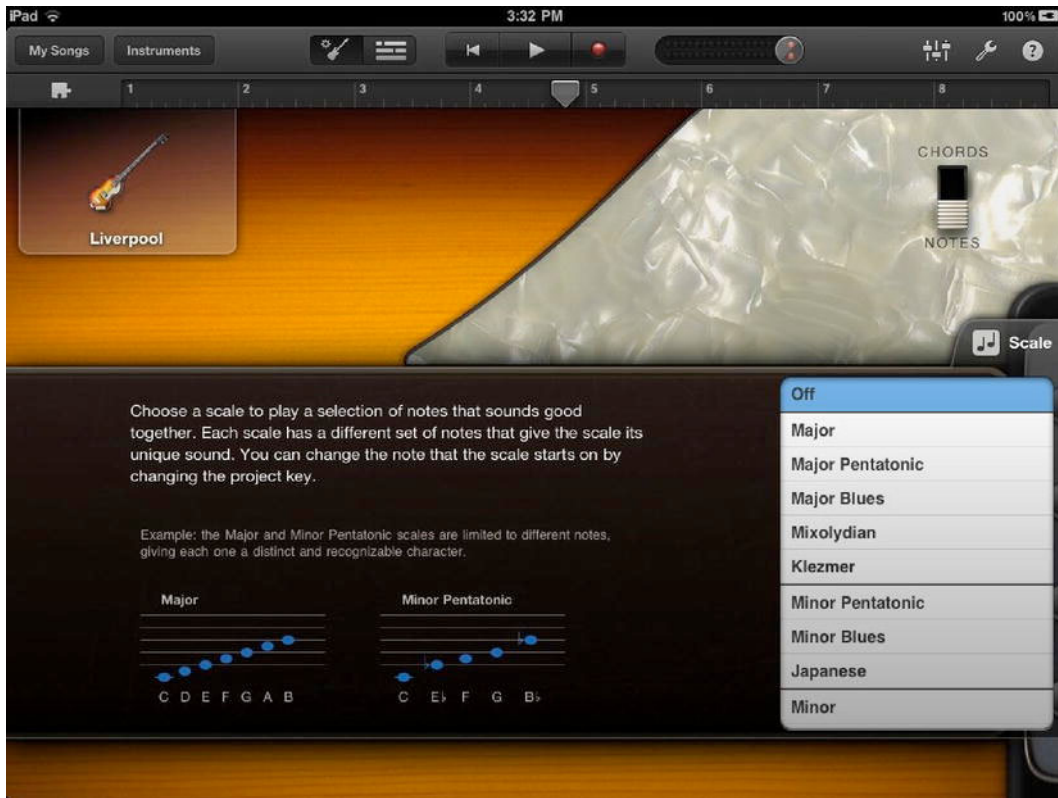 iPad 3:32 PM 100%
My Songs Instruments
1 2 3 4 5 6 7 8
CHORDS
Liverpool
NOTES
Scale
Choose a scale to play a selection of notes that sounds good
together. Each scale has a different set of notes that give the scale its
unique sound. You can change the note that the scale starts on by
changing the project key.
Example: the Major and Minor Pentatonic scales are limited to different notes,
giving each one a distinct and recognizable character.
Major Minor Pentatonic
C D E F G A B C E♭ F G B♭
Off
Major
Major Pentatonic
Major Blues
Mixolydian
Klezmer
Minor Pentatonic
Minor Blues
Japanese
Minor